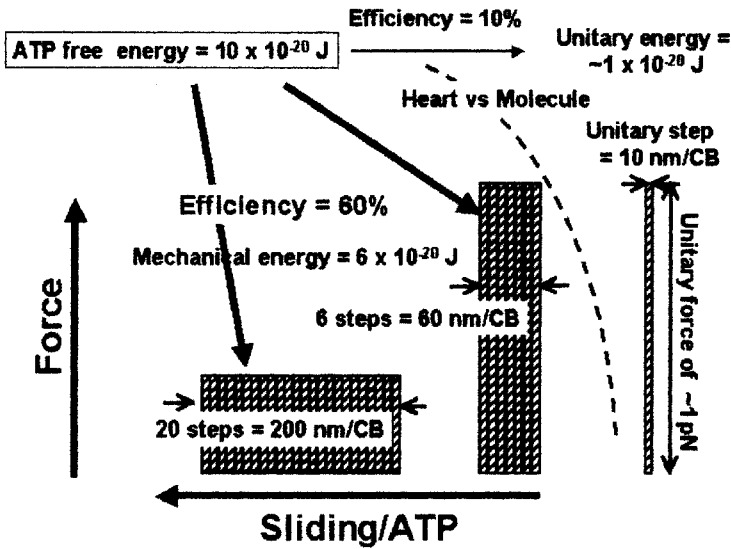 Efficiency = 10%
ATP free energy = 10 x 10⁻²⁰ J
Unitary energy =
~1 x 10⁻²⁰ J
Heart vs Molecule
Unitary step
= 10 nm/CB
Efficiency = 60%
Mechanical energy = 6 x 10⁻²⁰ J
6 steps = 60 nm/CB
20 steps = 200 nm/CB
Force
Unitary force of ~1 pN
Sliding/ATP